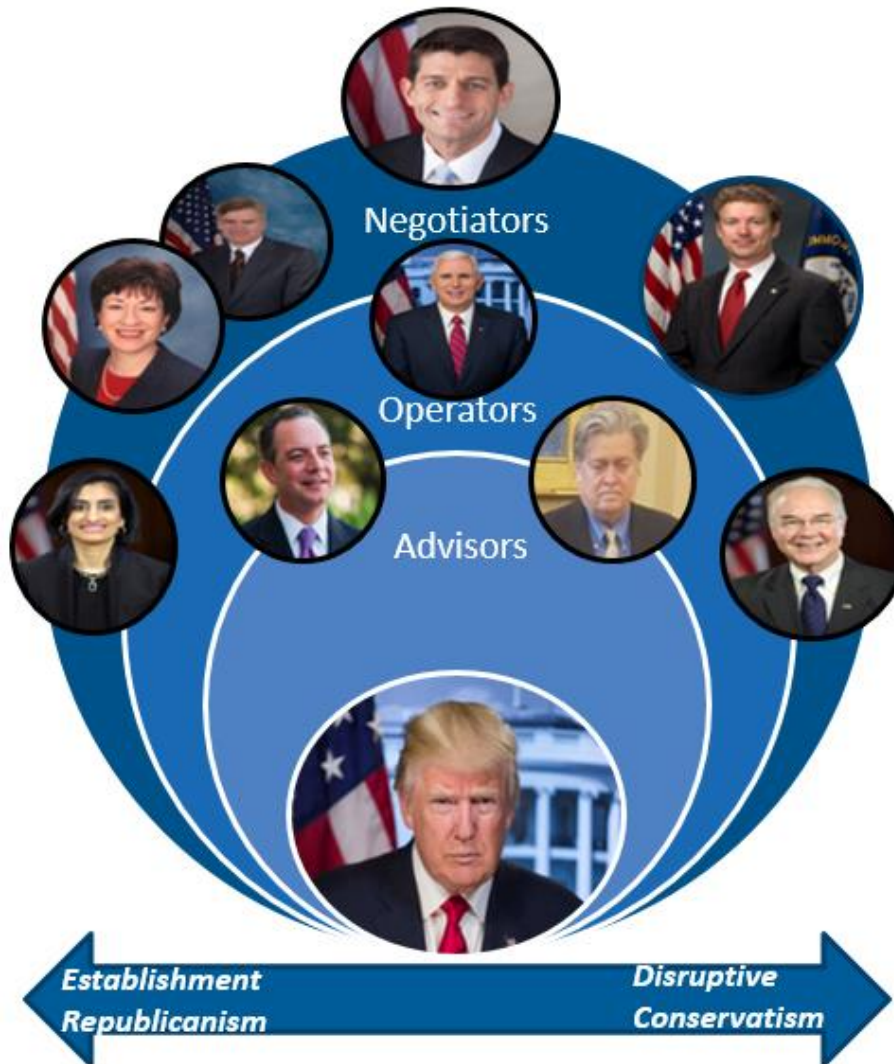 Negotiators
Operators
Advisors
Establishment
Republicanism
Disruptive
Conservatism